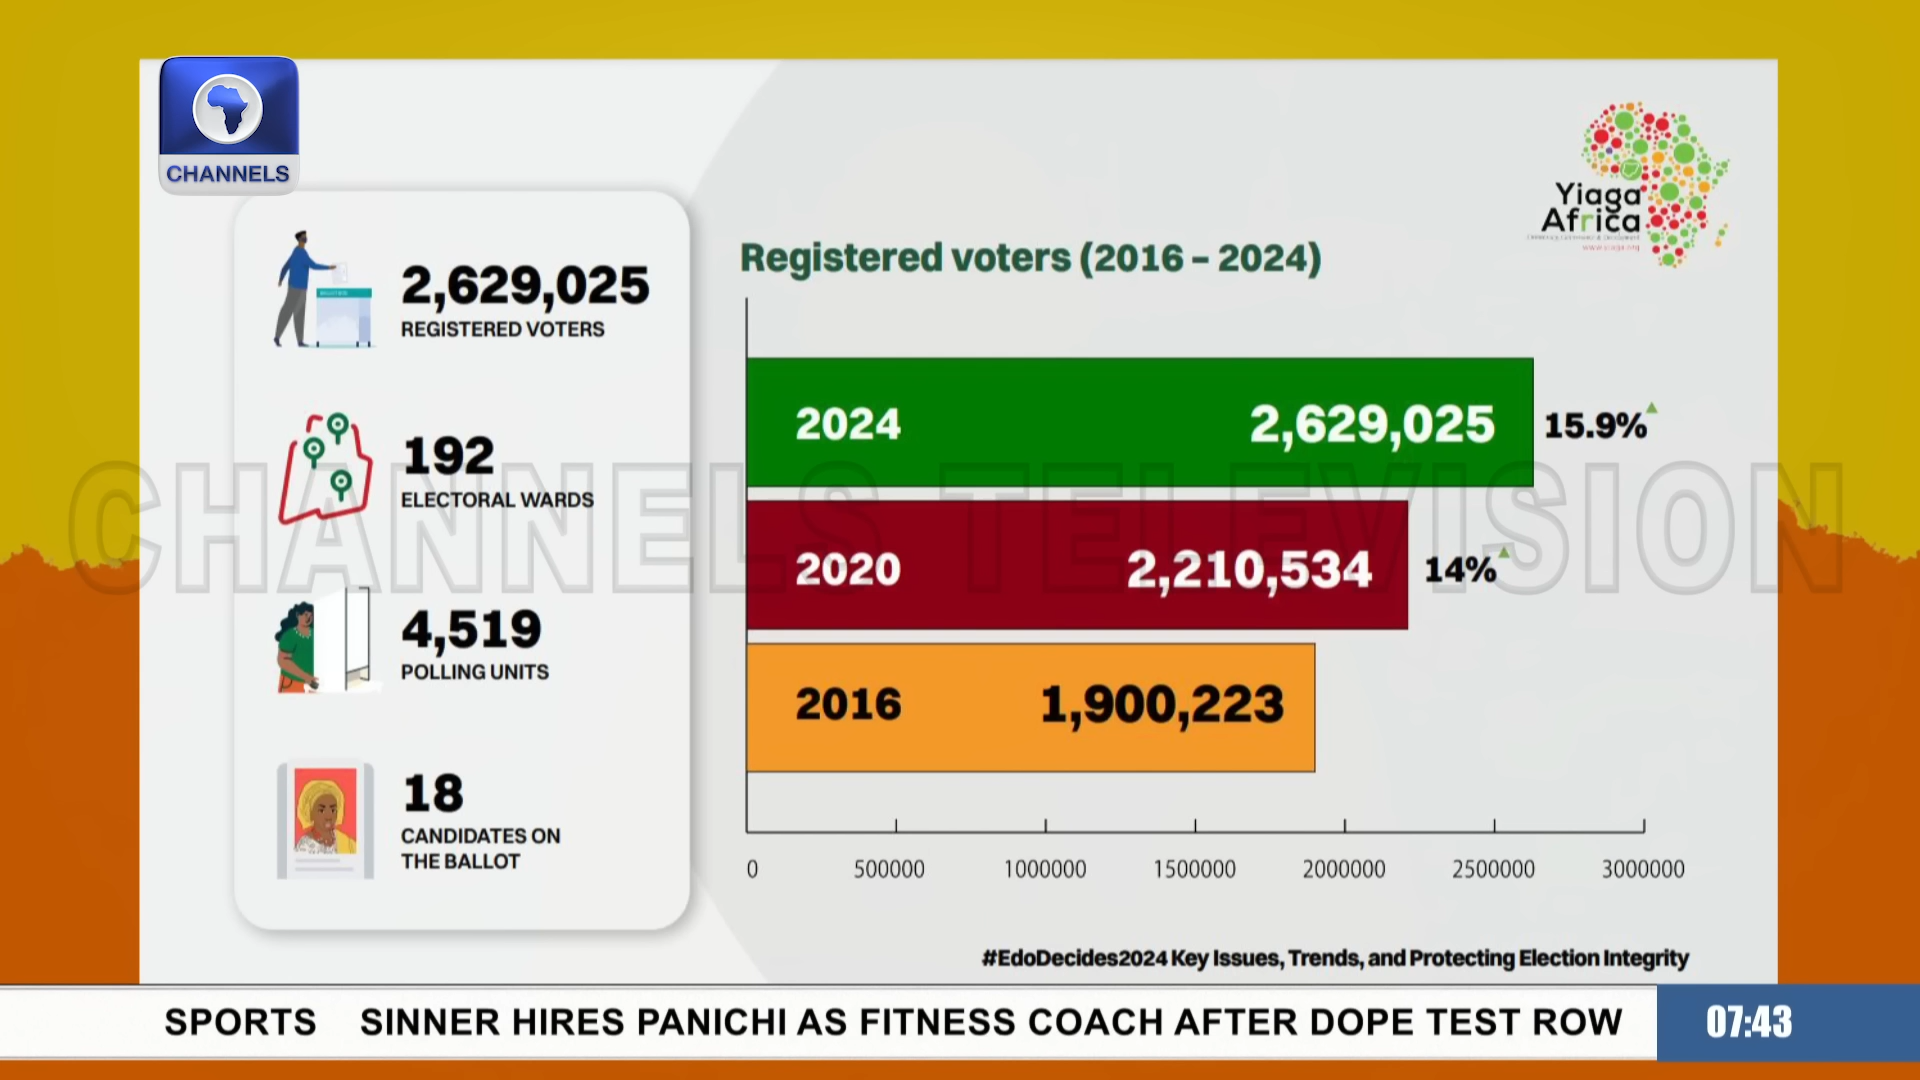 CHANNELS
Yiaga
Africa
2,629,025
REGISTERED VOTERS
192
ELECTORAL WARDS
4,519
POLLING UNITS
18
CANDIDATES ON
THE BALLOT
Registered voters (2016 – 2024)
2024 2,629,025 15.9%
2020 2,210,534 14%
2016 1,900,223
0 500000 1000000 1500000 2000000 2500000 3000000
CHANNELS TELEVISION
#EdoDecides2024 Key Issues, Trends, and Protecting Election Integrity
SPORTS SINNER HIRES PANICHI AS FITNESS COACH AFTER DOPE TEST ROW 07:43